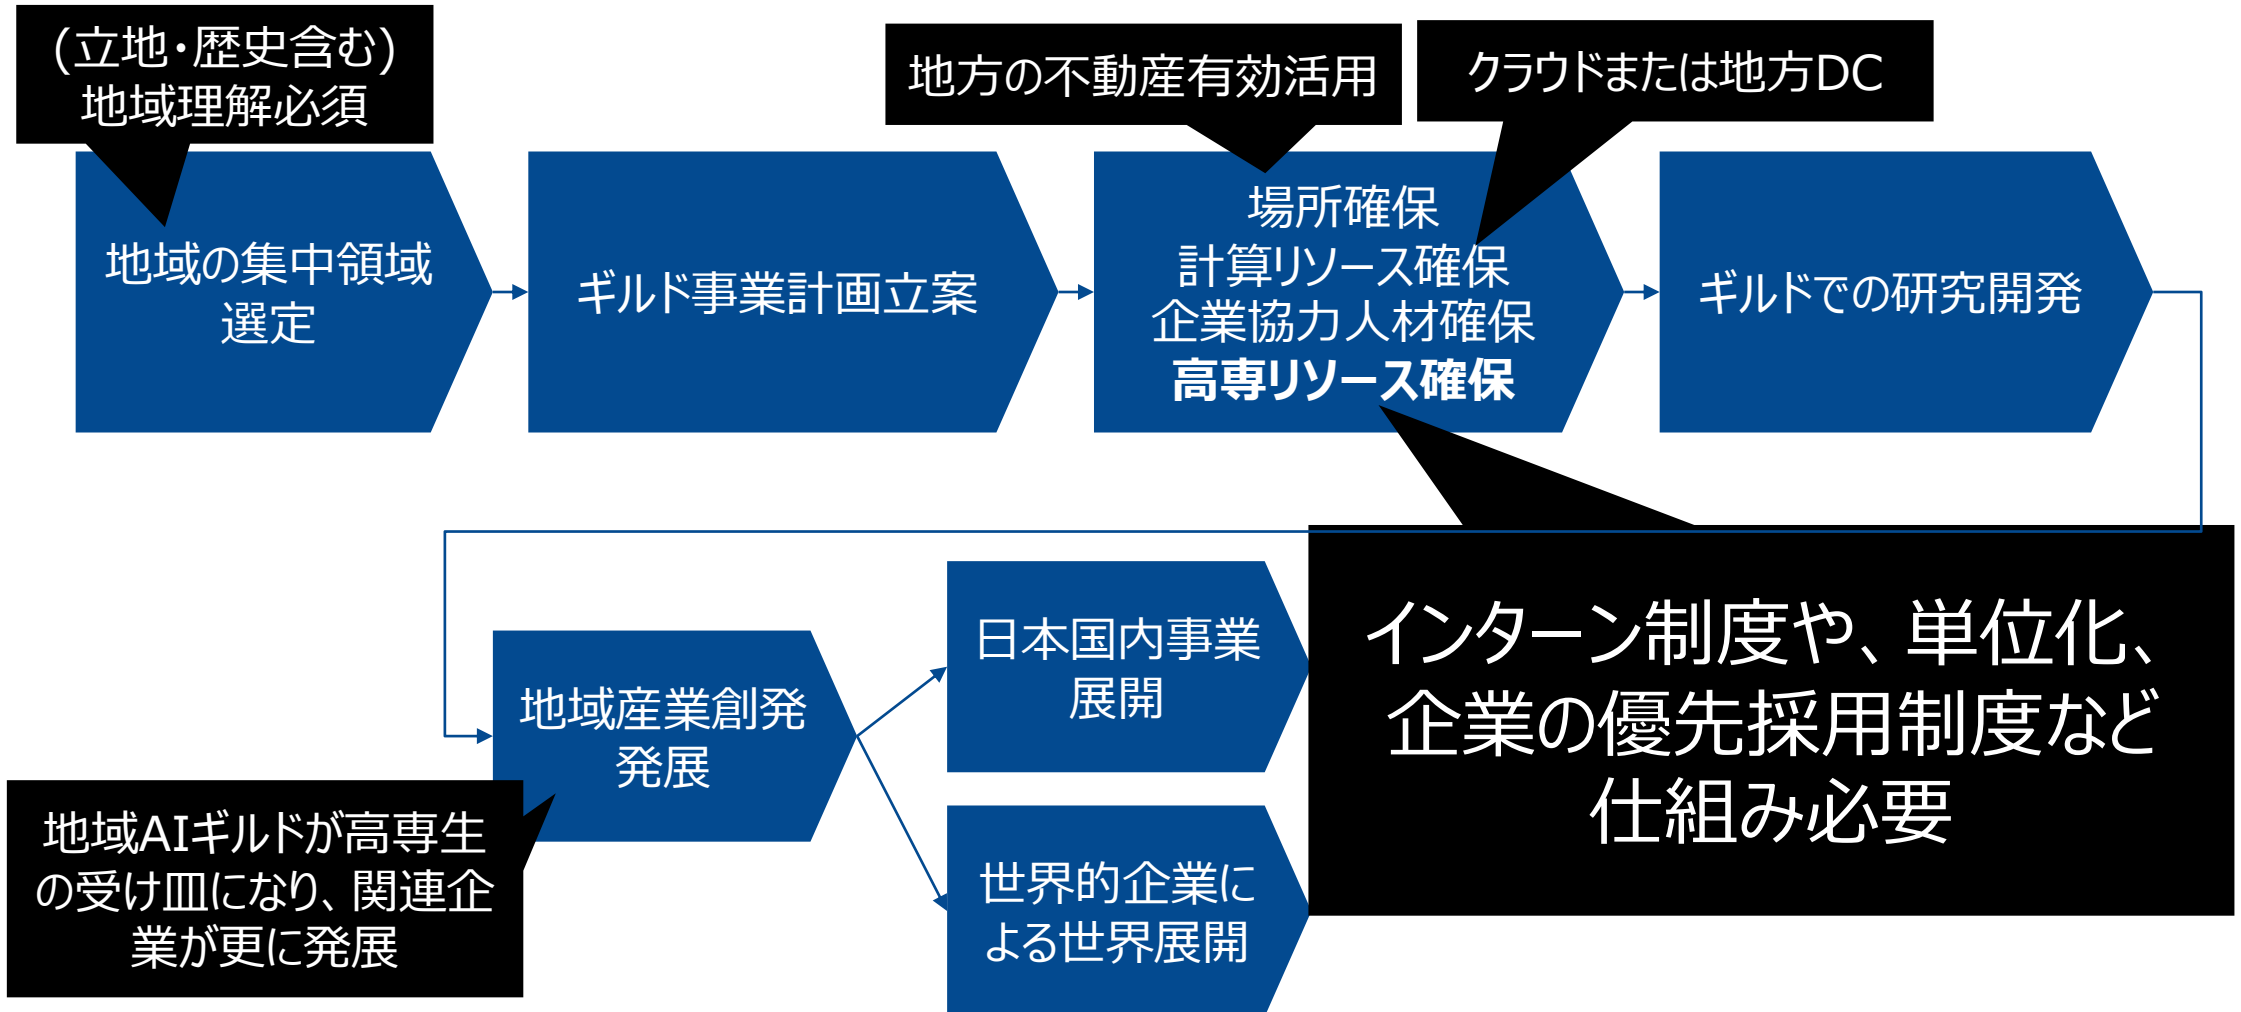 (立地・歴史含む)
地域理解必須
地方の不動産有効活用
クラウドまたは地方DC
地域の集中領域
選定
ギルド事業計画立案
場所確保
計算リソース確保
企業協力人材確保
高専リソース確保
ギルドでの研究開発
インターン制度や、単位化、
企業の優先採用制度など
仕組み必要
地域産業創発
発展
日本国内事業
展開
世界的企業に
よる世界展開
地域AIギルドが高専生
の受け皿になり、関連企
業が更に発展